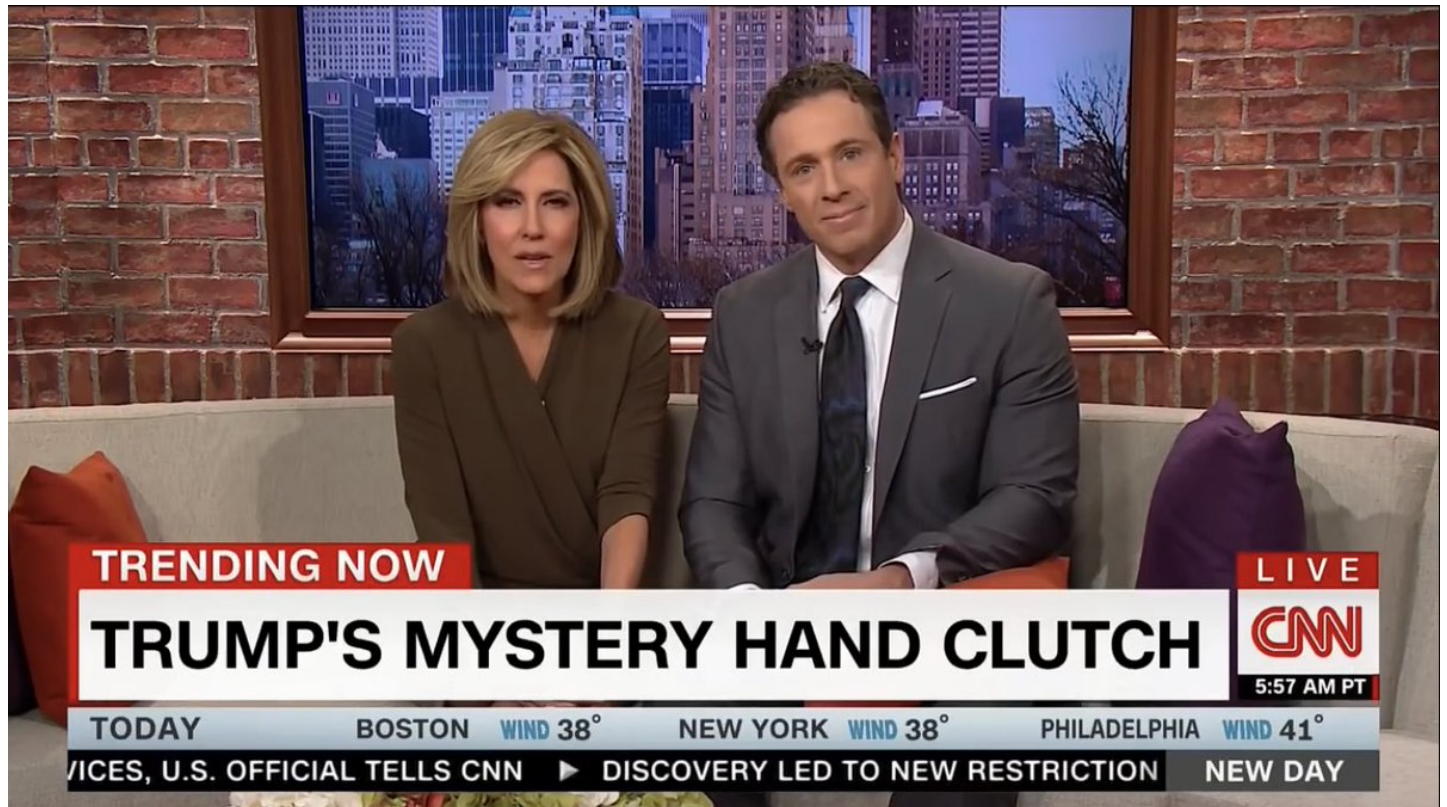 TRENDING NOW
TRUMP'S MYSTERY HAND CLUTCH
LIVE
CNN
5:57 AM PT
TODAY BOSTON WIND 38° NEW YORK WIND 38° PHILADELPHIA WIND 41°
VICES, U.S. OFFICIAL TELLS CNN ▶ DISCOVERY LED TO NEW RESTRICTION NEW DAY